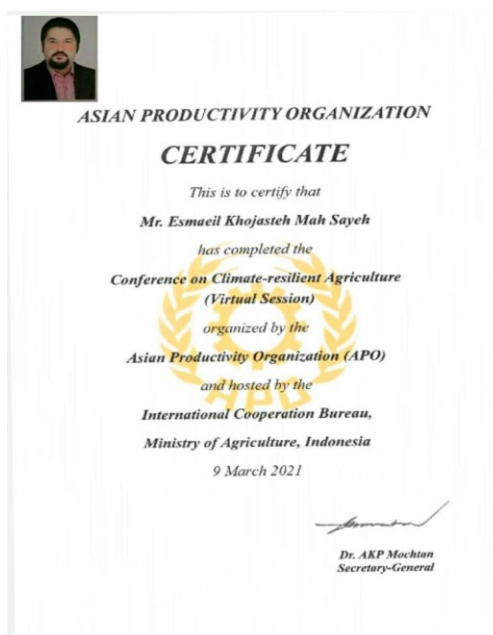 ASIAN PRODUCTIVITY ORGANIZATION
CERTIFICATE
This is to certify that
Mr. Esmaeil Khojasteh Mah Sayeh
has completed the
Conference on Climate-resilient Agriculture
(Virtual Session)
organized by the
Asian Productivity Organization (APO)
and hosted by the
APO
International Cooperation Bureau,
Ministry of Agriculture, Indonesia
9 March 2021
Dr. AKP Mochtan
Secretary-General